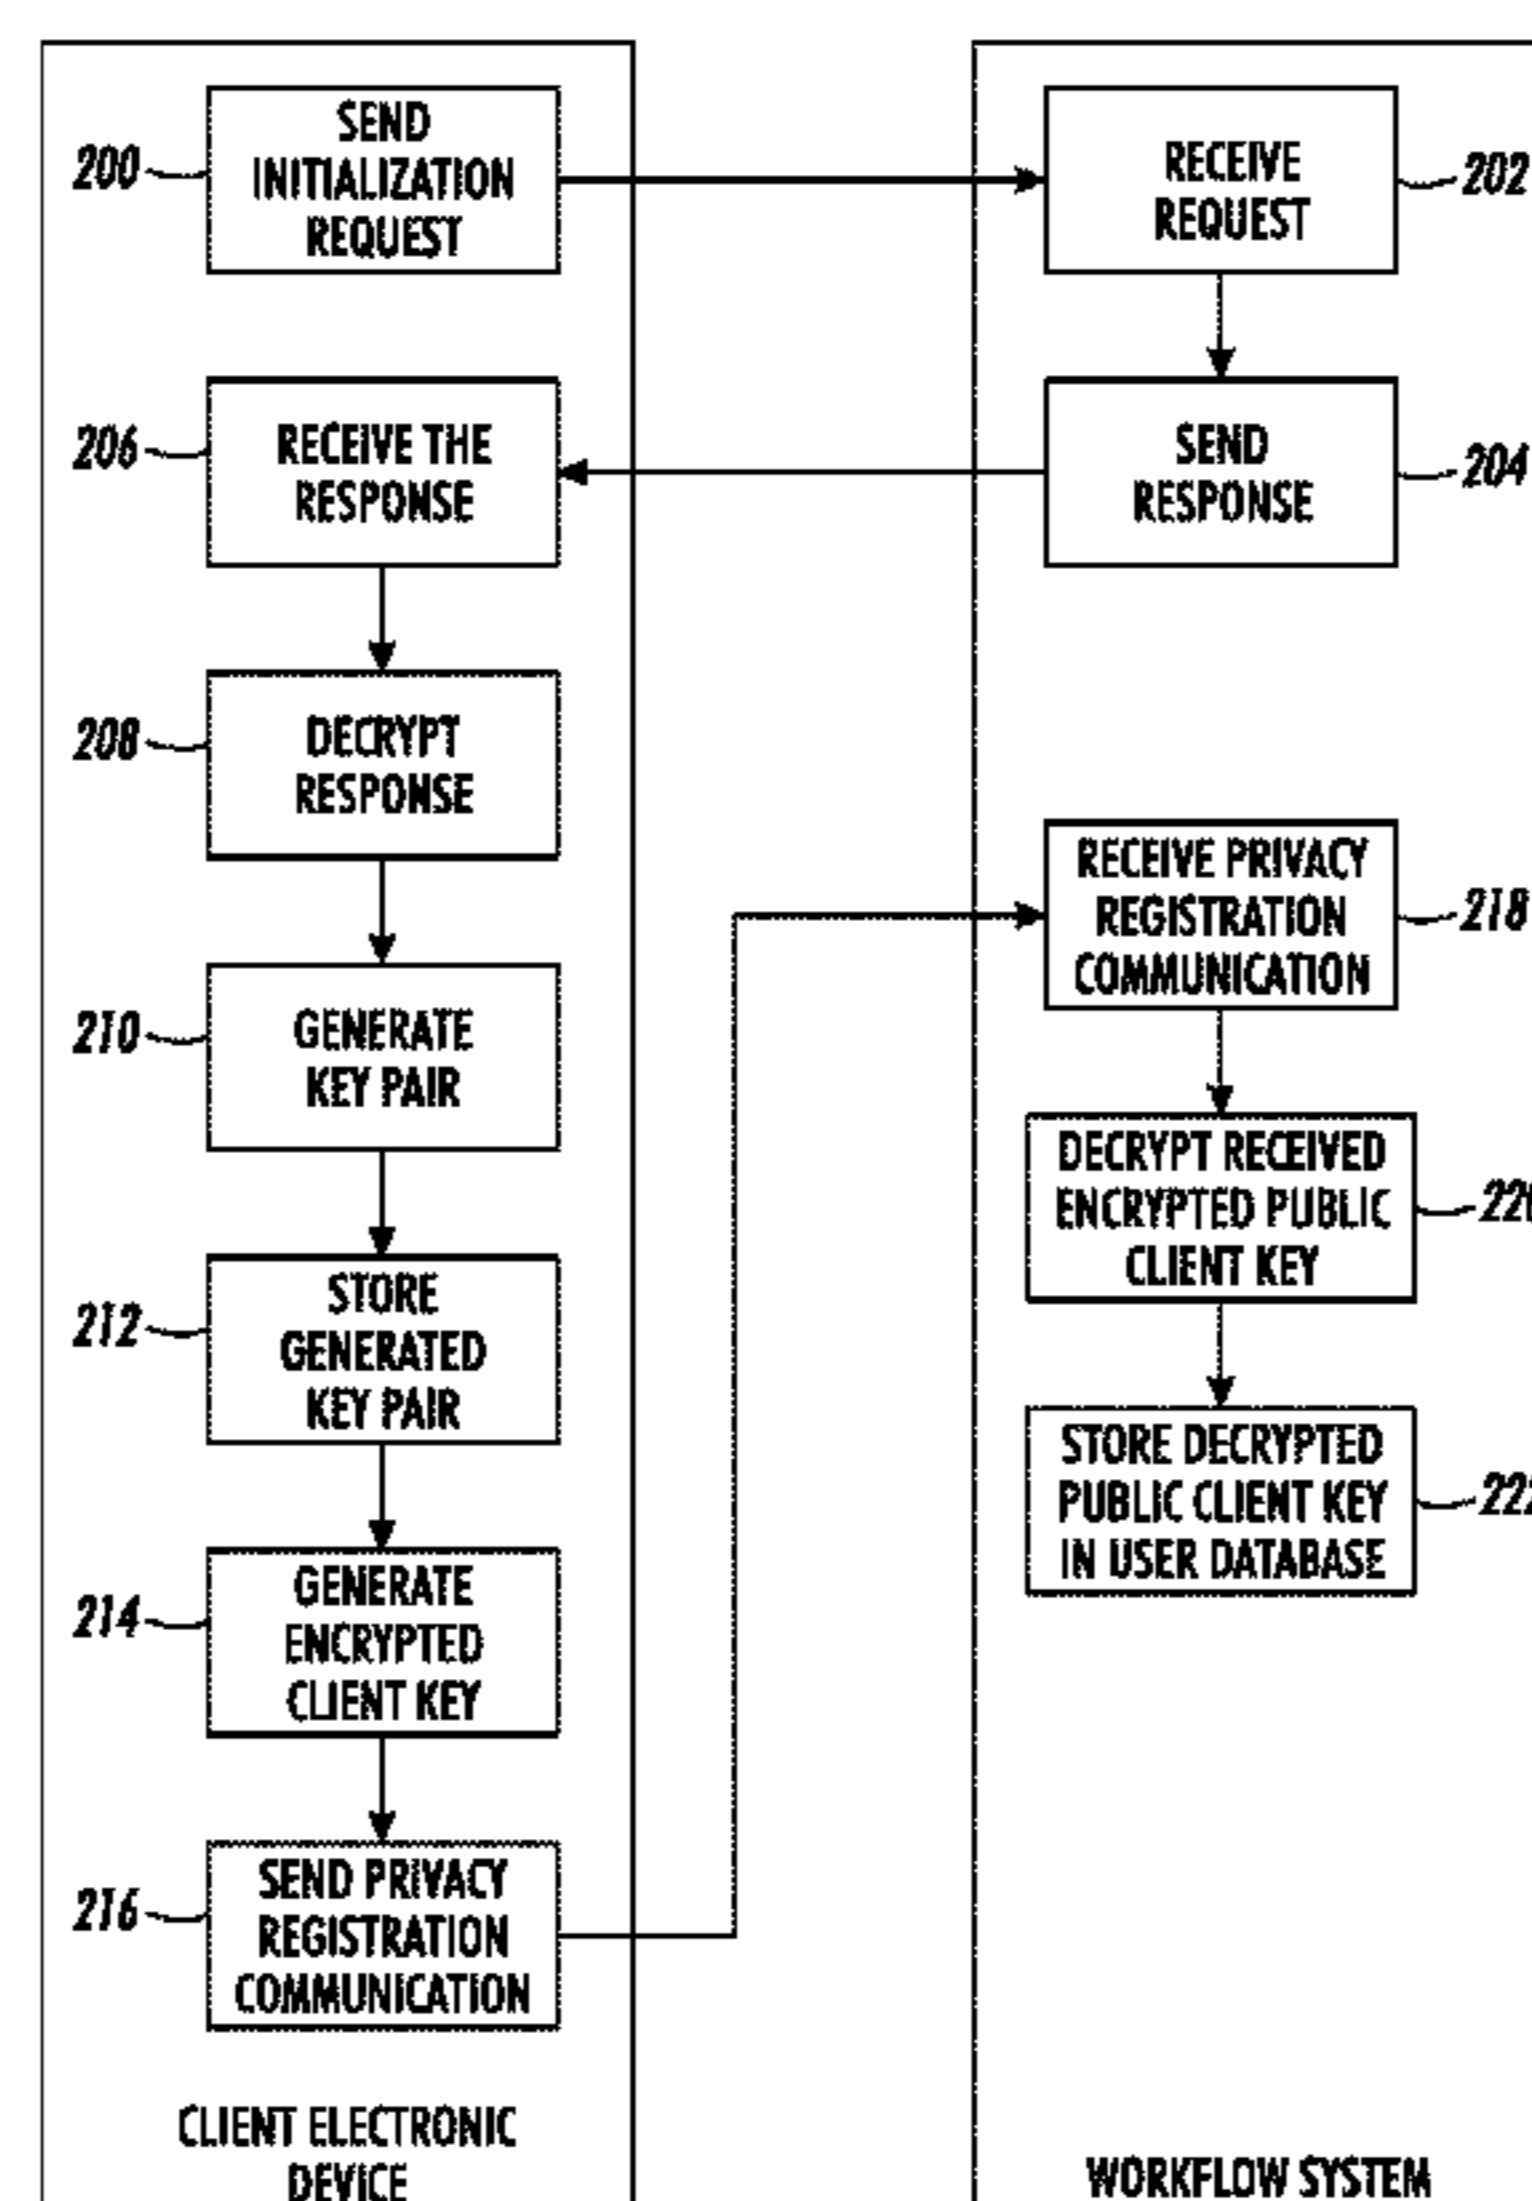 200
SEND
INITIALIZATION
REQUEST
RECEIVE
REQUEST
202
206
RECEIVE THE
RESPONSE
SEND
RESPONSE
204
208
DECRYPT
RESPONSE
RECEIVE PRIVACY
REGISTRATION
COMMUNICATION
218
210
GENERATE
KEY PAIR
DECRYPT RECEIVED
ENCRYPTED PUBLIC
CLIENT KEY
220
212
STORE
GENERATED
KEY PAIR
STORE DECRYPTED
PUBLIC CLIENT KEY
IN USER DATABASE
222
214
GENERATE
ENCRYPTED
CLIENT KEY
216
SEND PRIVACY
REGISTRATION
COMMUNICATION
CLIENT ELECTRONIC
DEVICE
WORKFLOW SYSTEM